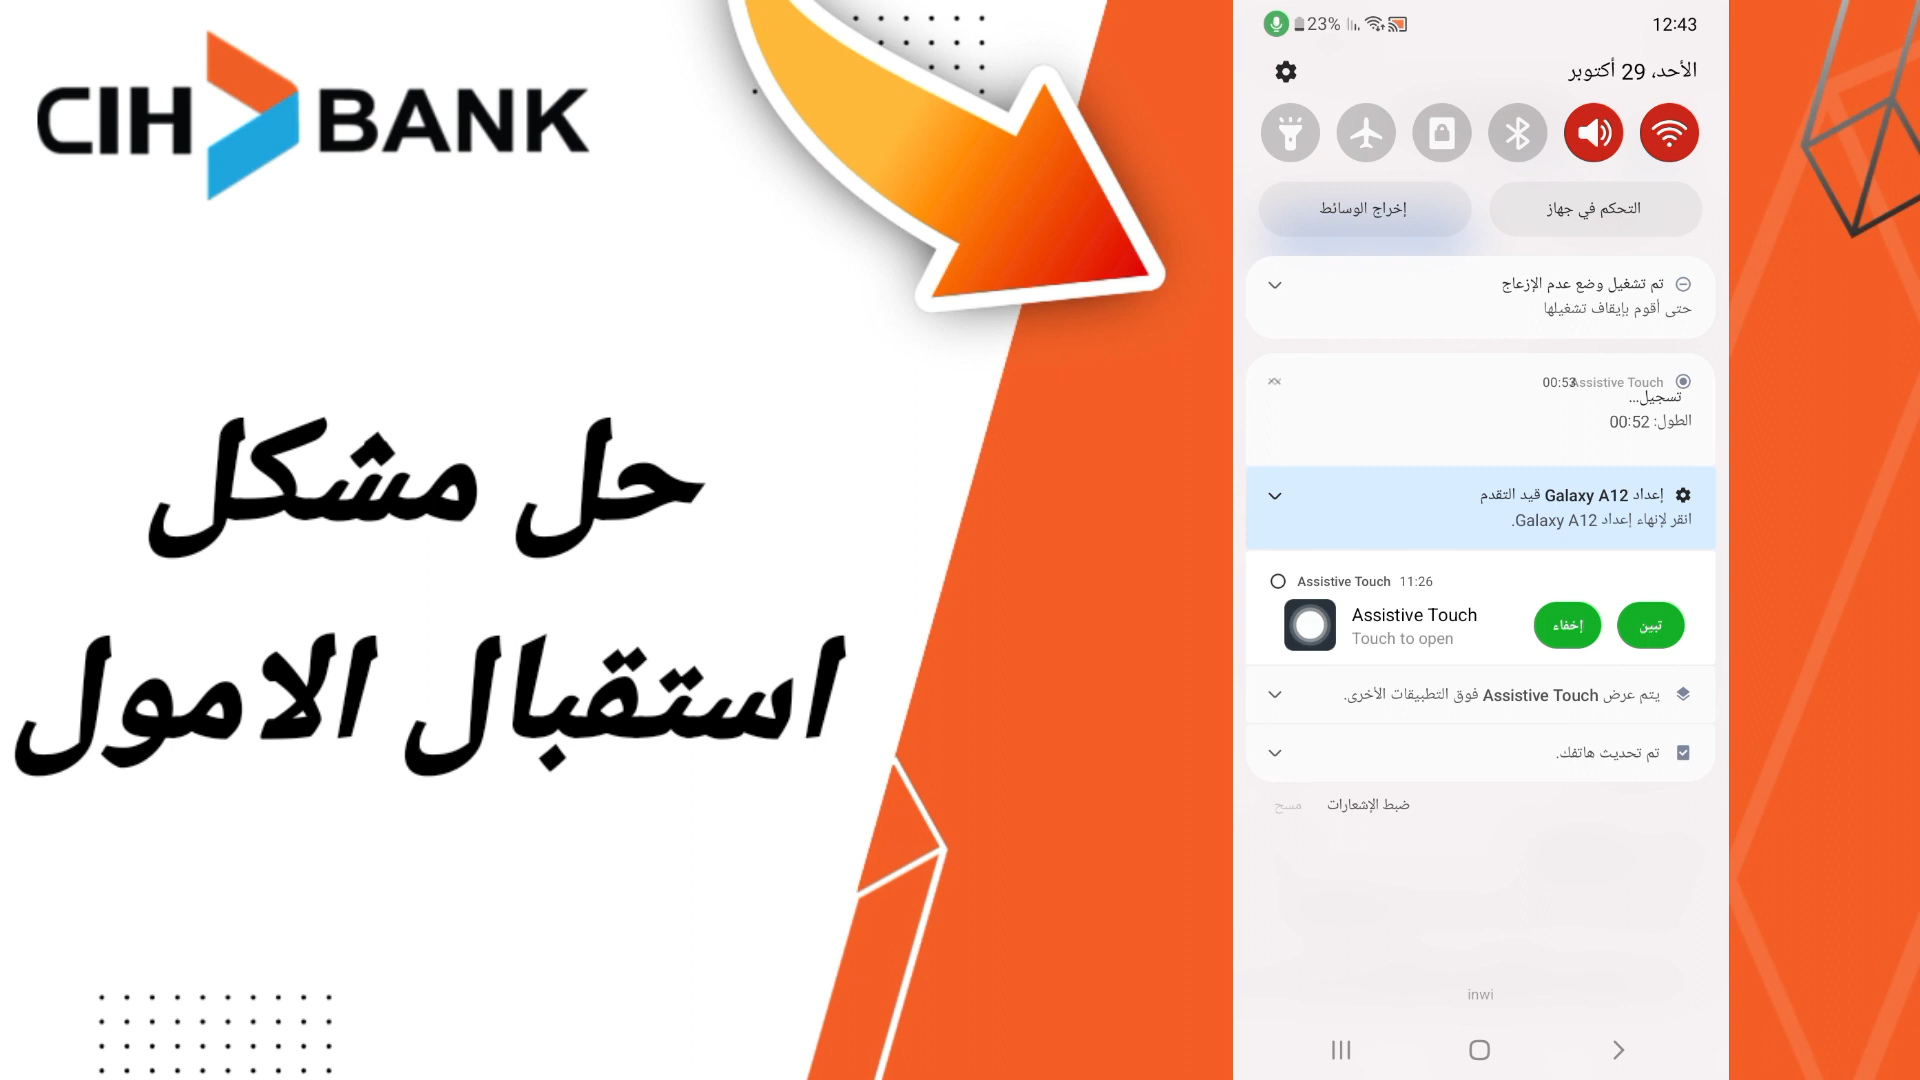 CIH BANK
حل مشكل
استقبال الامول
23%
12:43
الأحد، 29 أكتوبر
التحكم في جهاز
إخراج الوسائط
تم تشغيل وضع عدم الإزعاج
حتى أقوم بإيقاف تشغيلها
Assistive Touch 00:53
تسجيل...
الطول: 00:52
إعداد Galaxy A12 قيد التقدم
انقر لإنهاء إعداد Galaxy A12.
Assistive Touch 11:26
Assistive Touch
Touch to open
إخفاء
تبين
يتم عرض Assistive Touch فوق التطبيقات الأخرى.
تم تحديث هاتفك.
ضبط الإشعارات
مسح
inwi